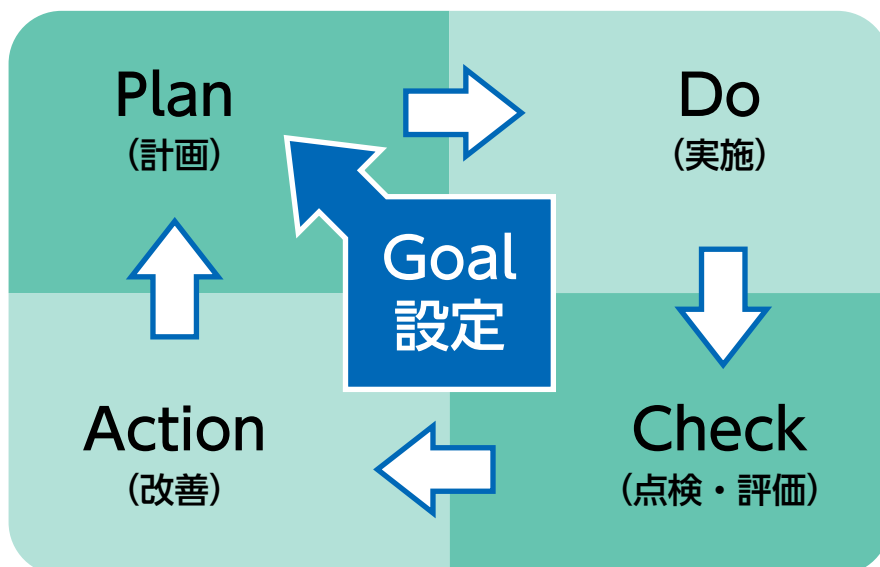 Plan
(計画)
Do
(実施)
Goal
設定
Action
(改善)
Check
(点検・評価)